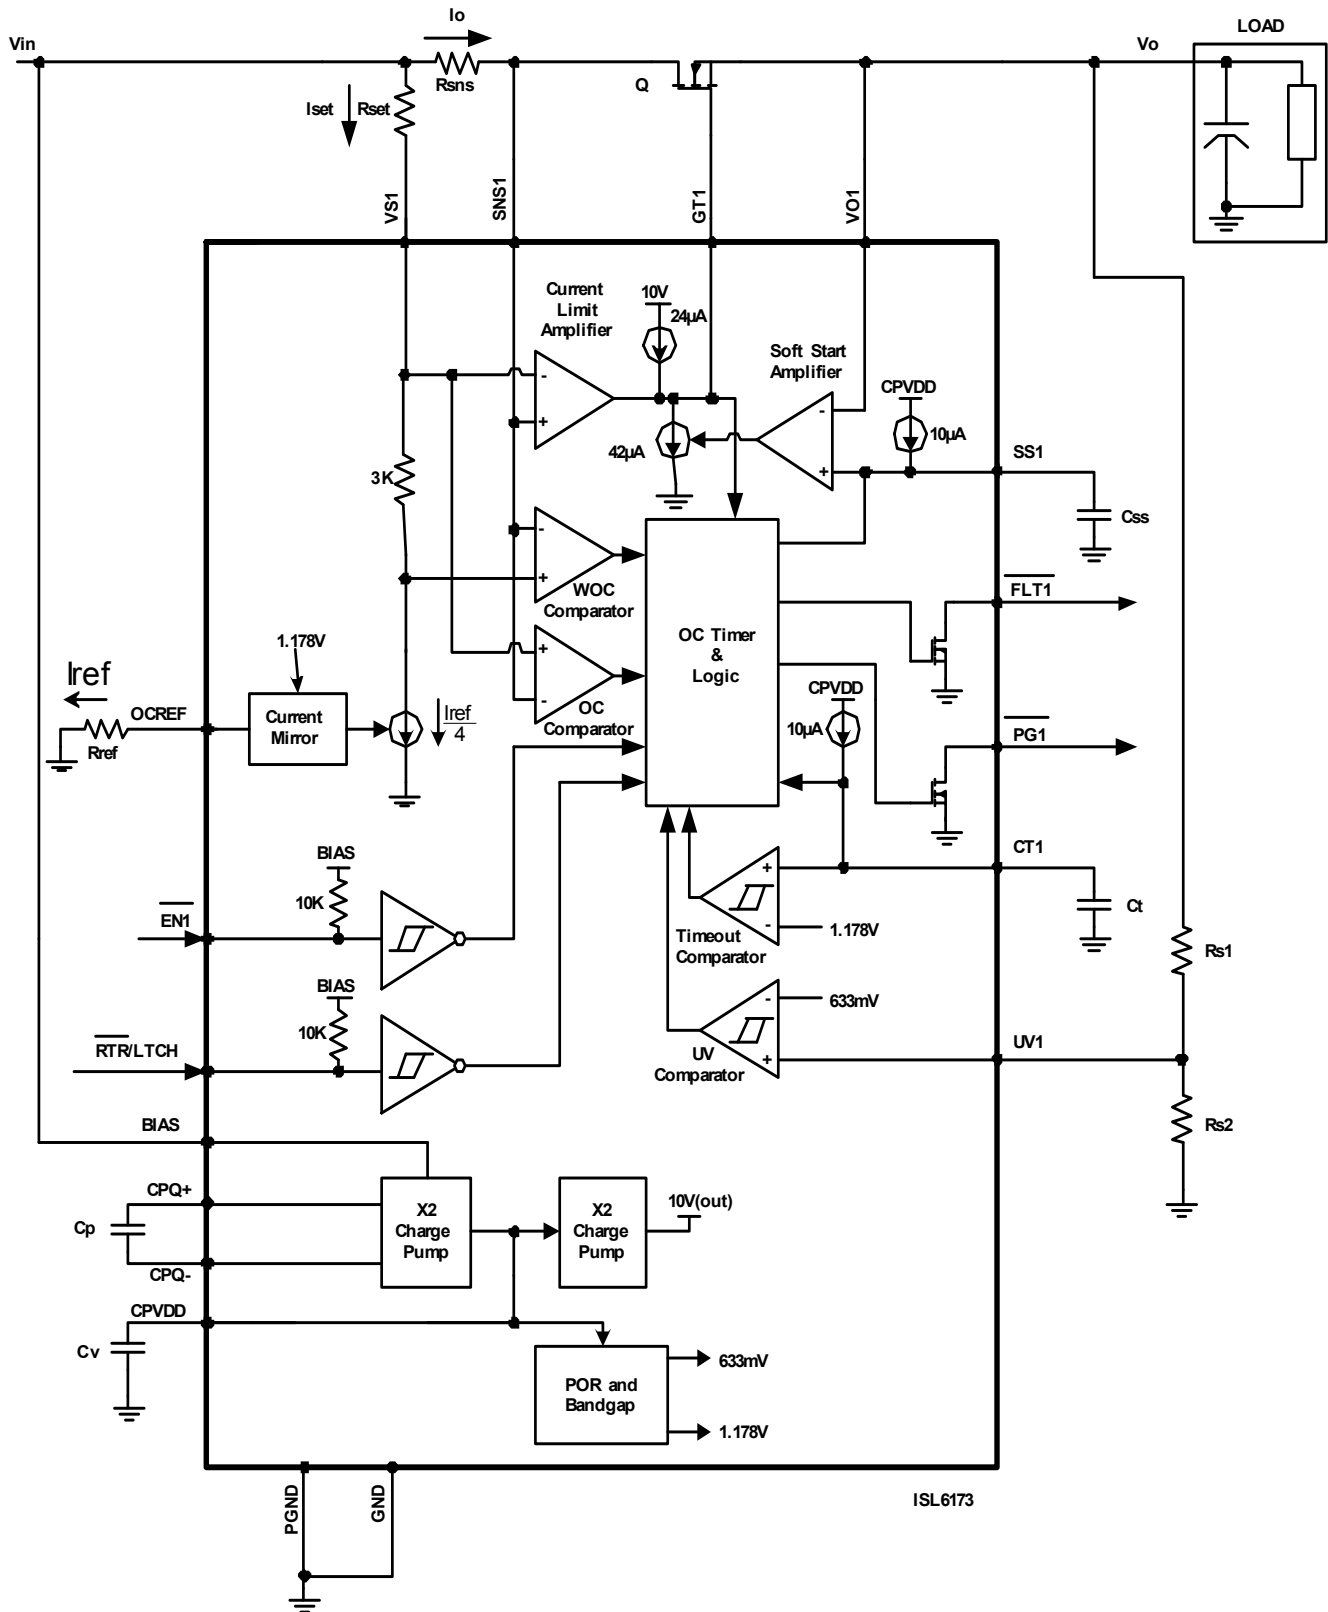 Io
LOAD
Vin
Vo
Rsns
Q
Iset
Rset
VS1
SNS1
GT1
VO1
Current
Limit
Amplifier
10V
24µA
Soft Start
Amplifier
CPVDD
10µA
42µA
SS1
3K
Css
WOC
Comparator
FLT1
OC Timer
&
Logic
1.178V
Iref
OCREF
Current
Mirror
Rref
Iref
4
OC
Comparator
CPVDD
10µA
PG1
BIAS
10K
EN1
CT1
Ct
Timeout
Comparator
1.178V
Rs1
BIAS
10K
633mV
RTR/LTCH
UV
Comparator
UV1
BIAS
Rs2
CPQ+
Cp
CPQ-
X2
Charge
Pump
X2
Charge
Pump
10V(out)
CPVDD
Cv
POR and
Bandgap
633mV
1.178V
PGND
GND
ISL6173
-
+
-
+
-
+
+
-
+
-
-
+